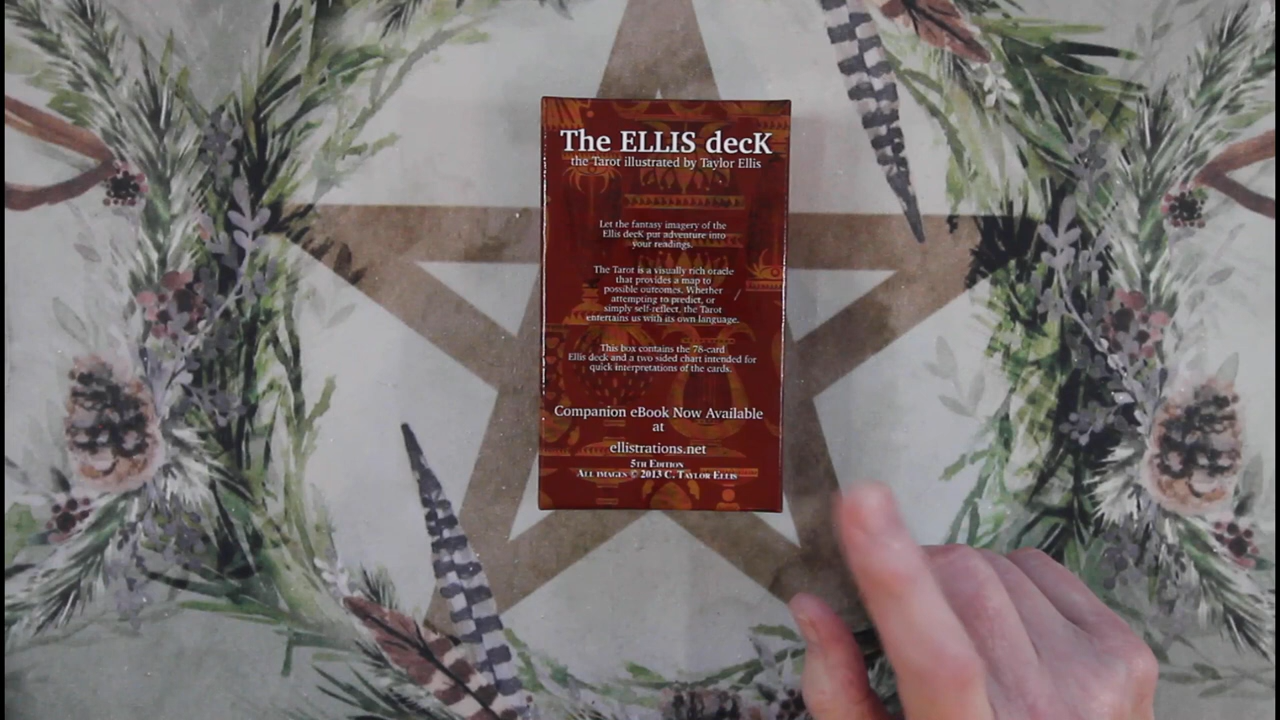 The ELLIS decK
the Tarot illustrated by Taylor Ellis
Let the fantasy imagery of the
Ellis decK put adventure into
your readings.
The Tarot is a visually rich oracle
that provides a map to
possible outcomes. Whether
attempting to predict, or
simply self-reflect, the Tarot
entertains us with its own language.
This box contains the 78-card
Ellis deck and a two sided chart intended for
quick interpretations of the cards.
Companion eBook Now Available
at
ellistrations.net
5th Edition
All images © 2013 C. Taylor Ellis